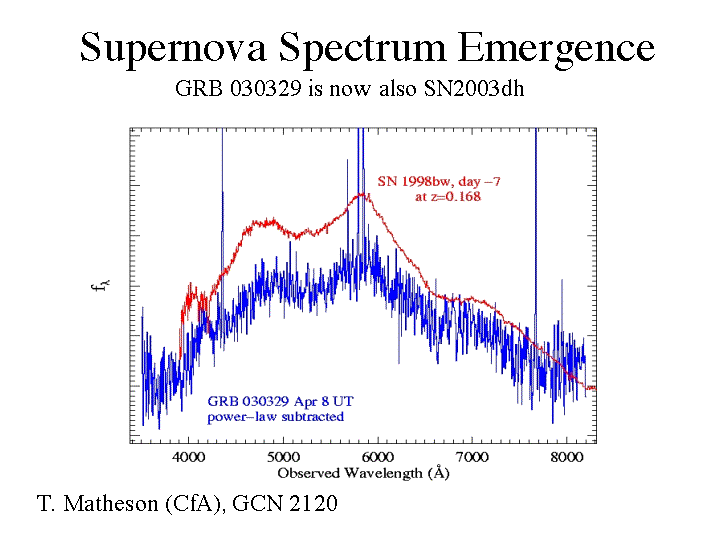 Supernova Spectrum Emergence
GRB 030329 is now also SN2003dh
SN 1998bw, day −7
at z=0.168
fλ
GRB 030329 Apr 8 UT
power−law subtracted
4000 5000 6000 7000 8000
Observed Wavelength (Å)
T. Matheson (CfA), GCN 2120